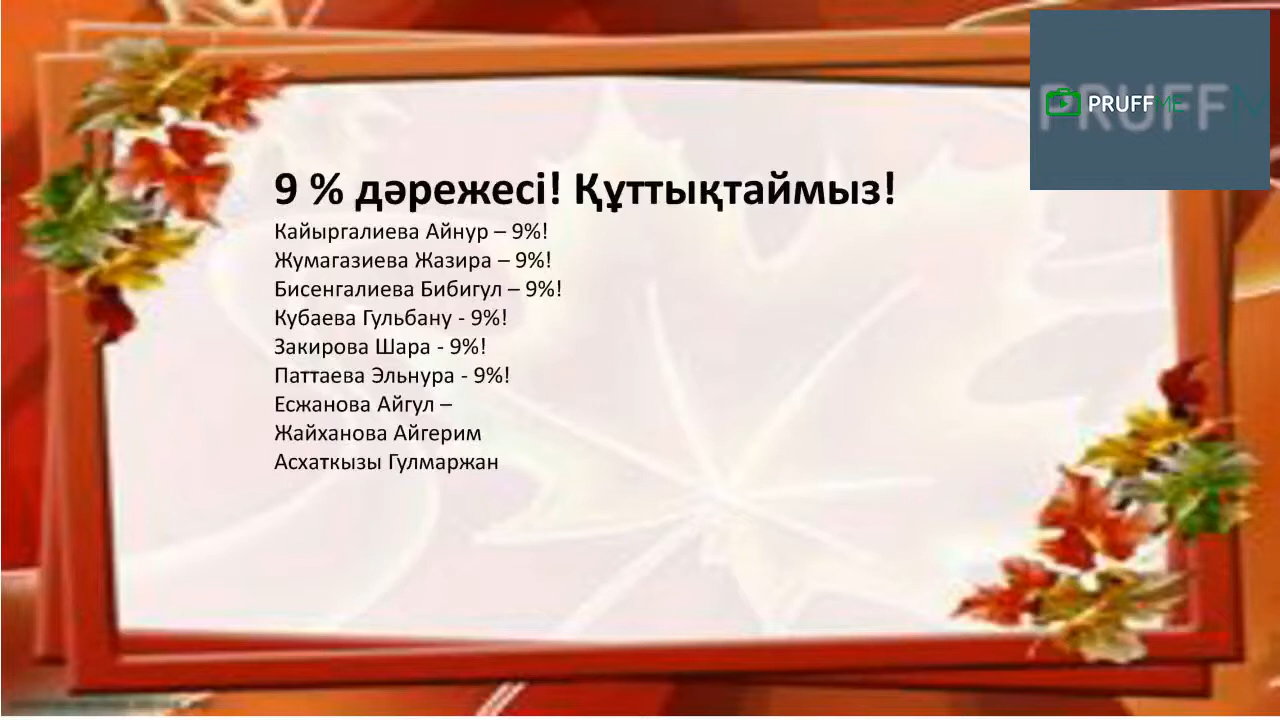 PRUFFME
9 % дәрежесі! Құттықтаймыз!
Кайыргалиева Айнур – 9%!
Жумагазиева Жазира – 9%!
Бисенгалиева Бибигул – 9%!
Кубаева Гульбану - 9%!
Закирова Шара - 9%!
Паттаева Эльнура - 9%!
Есжанова Айгул –
Жайханова Айгерим
Асхаткызы Гулмаржан